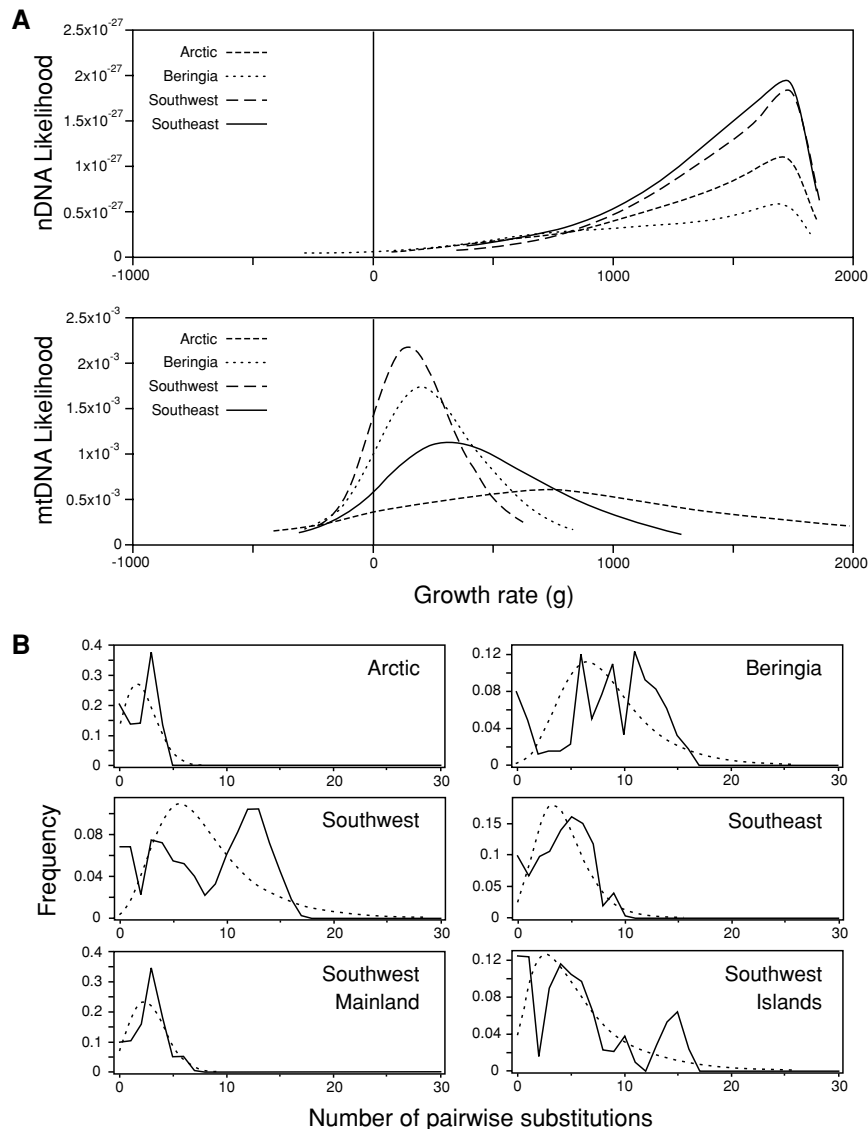 A
2.5x10-27
2x10-27
1.5x10-27
1x10-27
0.5x10-27
0
nDNA Likelihood
Arctic
Beringia
Southwest
Southeast
-1000
0
1000
2000
2.5x10-3
2x10-3
1.5x10-3
1x10-3
0.5x10-3
0
mtDNA Likelihood
Arctic
Beringia
Southwest
Southeast
-1000
0
1000
2000
Growth rate (g)
B
Frequency
0.4
0.3
0.2
0.1
0
Arctic
0
10
20
30
0.12
0.08
0.04
0
Beringia
0
10
20
30
0.08
0.04
0
Southwest
0
10
20
30
0.15
0.10
0.05
0
Southeast
0
10
20
30
0.4
0.3
0.2
0.1
0
Southwest
Mainland
0
10
20
30
0.12
0.08
0.04
0
Southwest
Islands
0
10
20
30
Number of pairwise substitutions